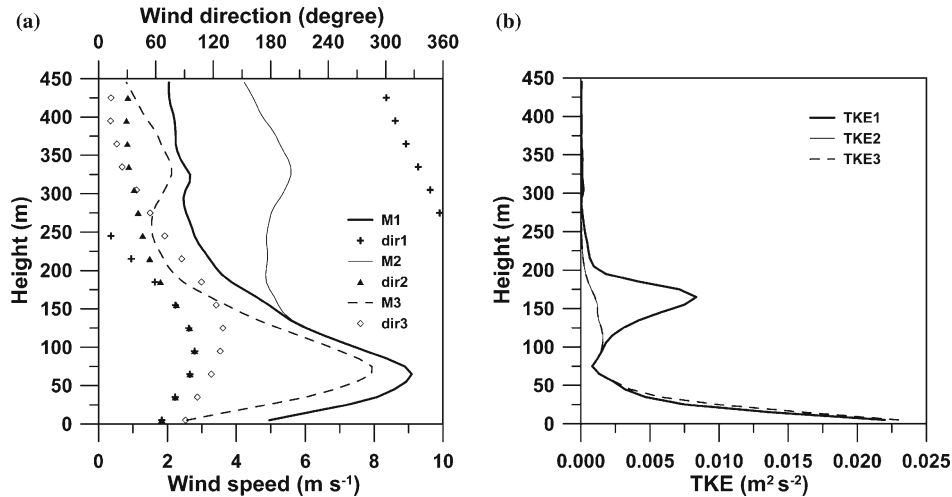 (a)
Wind direction (degree)
0 60 120 180 240 300 360
450
400
350
300
250
200
150
100
50
0
Height (m)
M1
dir1
M2
dir2
M3
dir3
0 2 4 6 8 10
Wind speed (m s-1)
(b)
450
400
350
300
250
200
150
100
50
0
Height (m)
TKE1
TKE2
TKE3
0.000 0.005 0.010 0.015 0.020 0.025
TKE (m2 s-2)